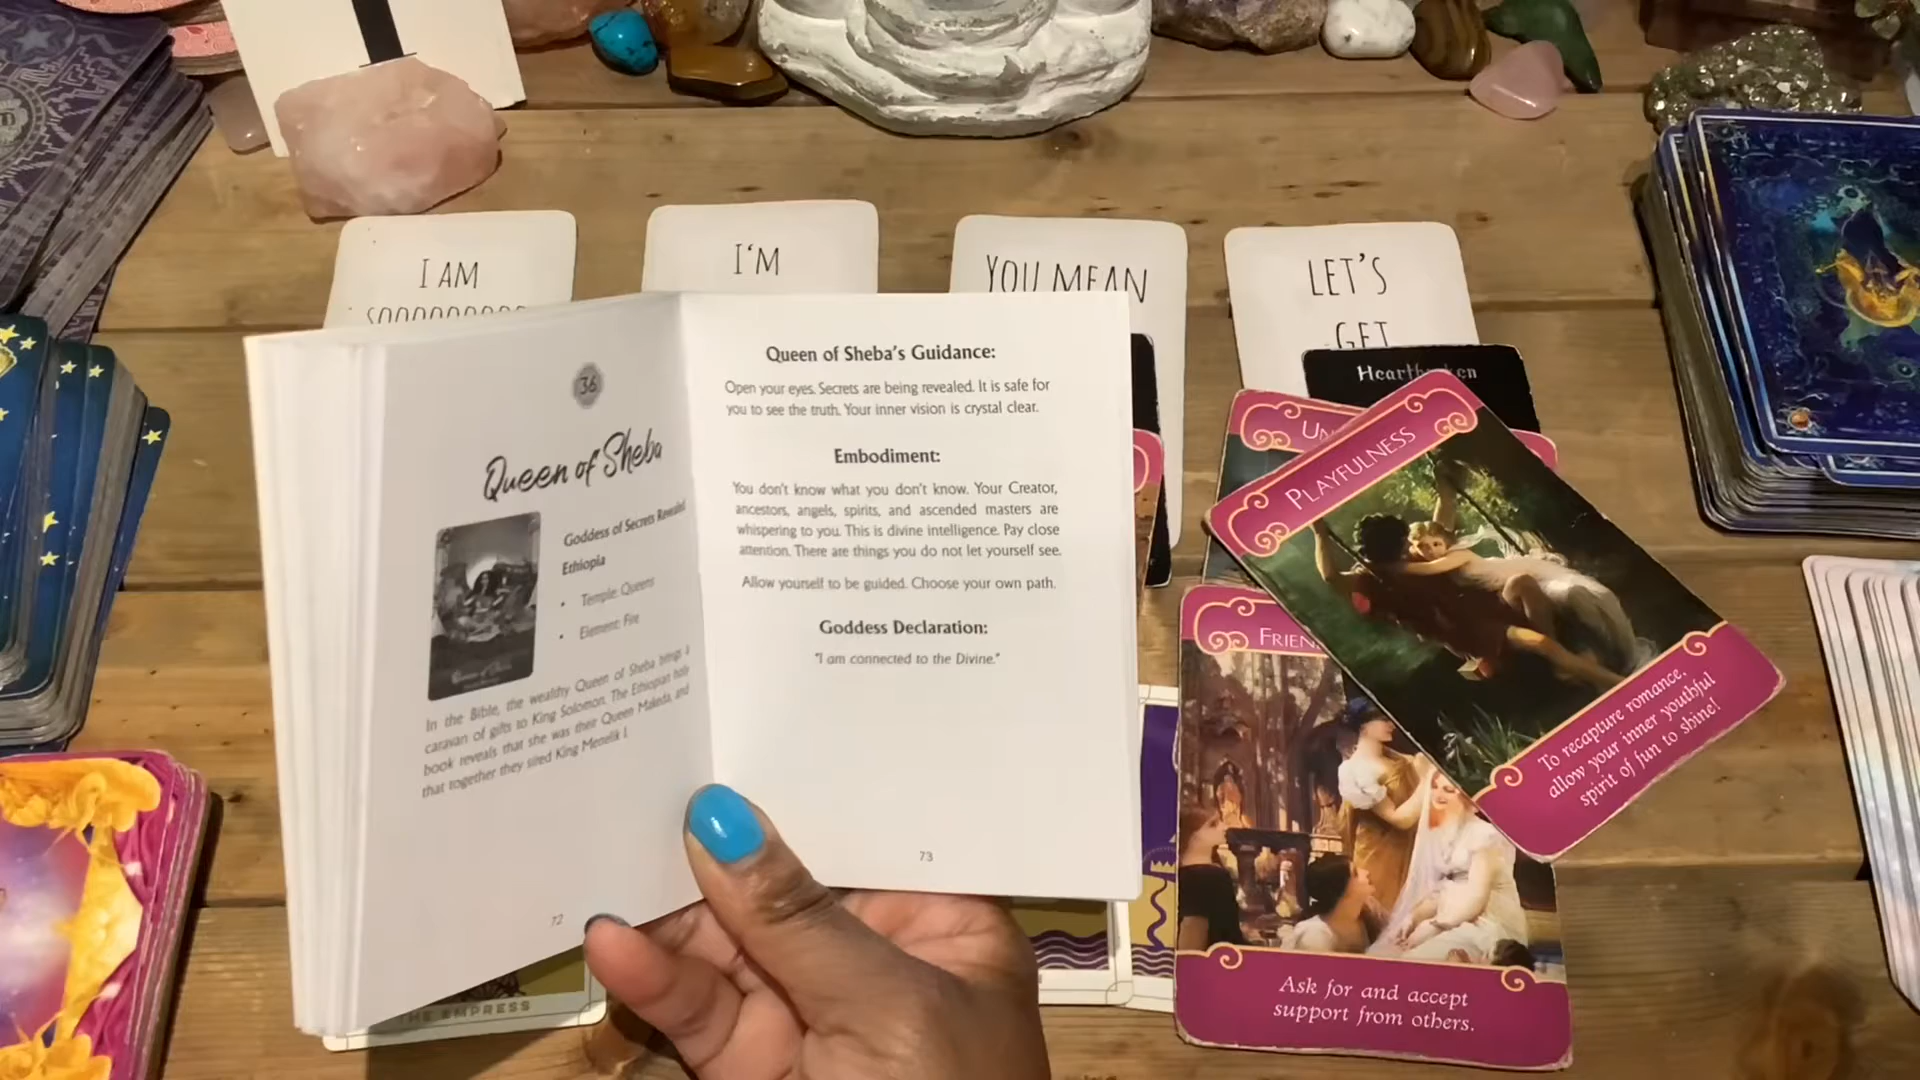 I AM
SOOOOOOOOO
I'M
YOU MEAN
LET'S
GET
Heartbroken
36
Queen of Sheba
Goddess of Secrets Revealed
Ethiopia
• Temple: Queens
• Element: Fire
In the Bible, the wealthy Queen of Sheba brings a
caravan of gifts to King Solomon. The Ethiopian holy
book reveals that she was their Queen Makeda, and
that together they sired King Menelik I.
72
Queen of Sheba's Guidance:
Open your eyes. Secrets are being revealed. It is safe for
you to see the truth. Your inner vision is crystal clear.
Embodiment:
You don't know what you don't know. Your Creator,
ancestors, angels, spirits, and ascended masters are
whispering to you. This is divine intelligence. Pay close
attention. There are things you do not let yourself see.
Allow yourself to be guided. Choose your own path.
Goddess Declaration:
"I am connected to the Divine."
73
UN
PLAYFULNESS
To recapture romance,
allow your inner youthful
spirit of fun to shine!
FRIEN
Ask for and accept
support from others.
THE EMPRESS